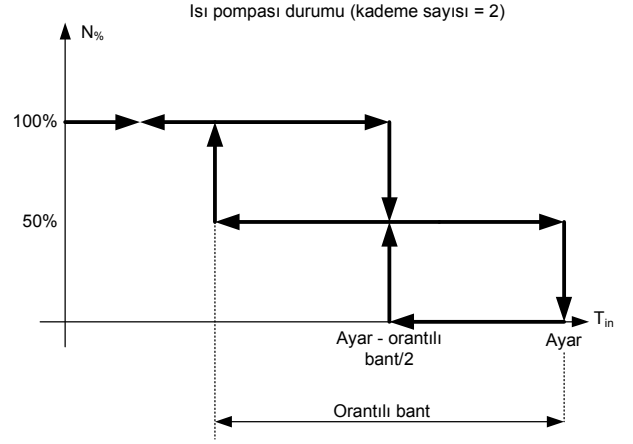 Isı pompası durumu (kademe sayısı = 2)
N%
100%
50%
Tin
Ayar - orantılı
bant/2
Ayar
Orantılı bant